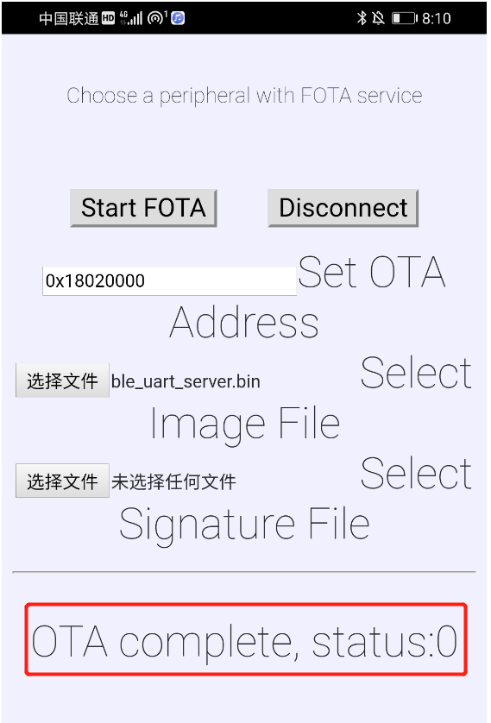 中国联通 HD 4G 1 8:10
Choose a peripheral with FOTA service
Start FOTA Disconnect
0x18020000 Set OTA
Address
选择文件 ble_uart_server.bin Select
Image File
选择文件 未选择任何文件 Select
Signature File
OTA complete, status:0